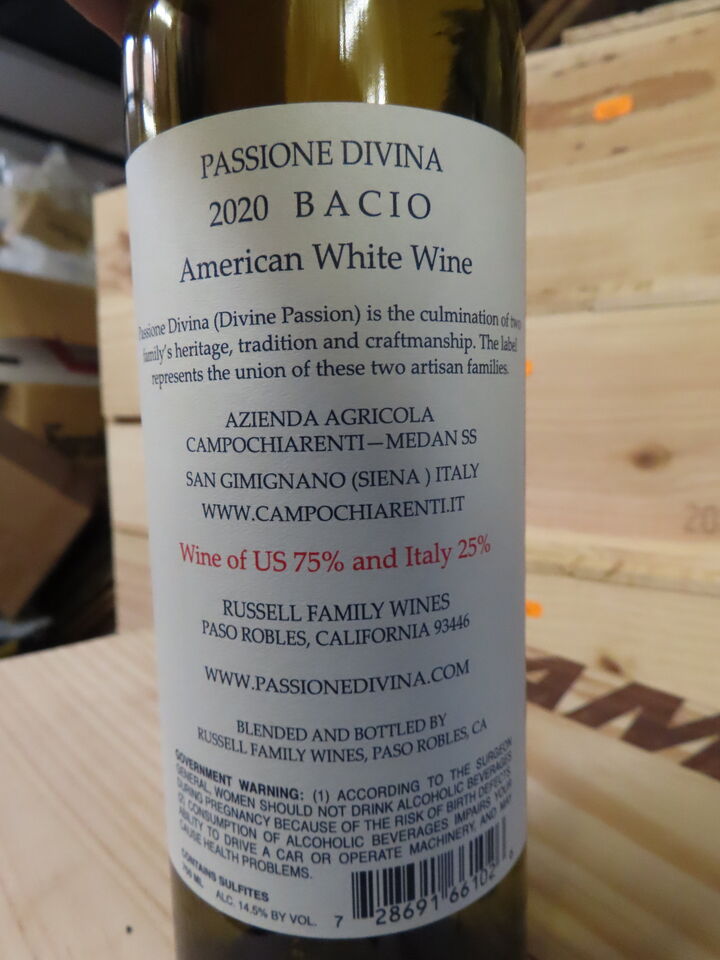 PASSIONE DIVINA
2020 BACIO
American White Wine
Passione Divina (Divine Passion) is the culmination of two
family's heritage, tradition and craftmanship. The label
represents the union of these two artisan families.
AZIENDA AGRICOLA
CAMPOCHIARENTI—MEDAN SS
SAN GIMIGNANO (SIENA ) ITALY
WWW.CAMPOCHIARENTI.IT
Wine of US 75% and Italy 25%
RUSSELL FAMILY WINES
PASO ROBLES, CALIFORNIA 93446
WWW.PASSIONEDIVINA.COM
BLENDED AND BOTTLED BY
RUSSELL FAMILY WINES, PASO ROBLES, CA
GOVERNMENT WARNING: (1) ACCORDING TO THE SURGEON
GENERAL, WOMEN SHOULD NOT DRINK ALCOHOLIC BEVERAGES
DURING PREGNANCY BECAUSE OF THE RISK OF BIRTH DEFECTS.
(2) CONSUMPTION OF ALCOHOLIC BEVERAGES IMPAIRS YOUR
ABILITY TO DRIVE A CAR OR OPERATE MACHINERY, AND MAY
CAUSE HEALTH PROBLEMS.
CONTAINS SULFITES
750 ML ALC. 14.5% BY VOL.
7 28691 66102 6